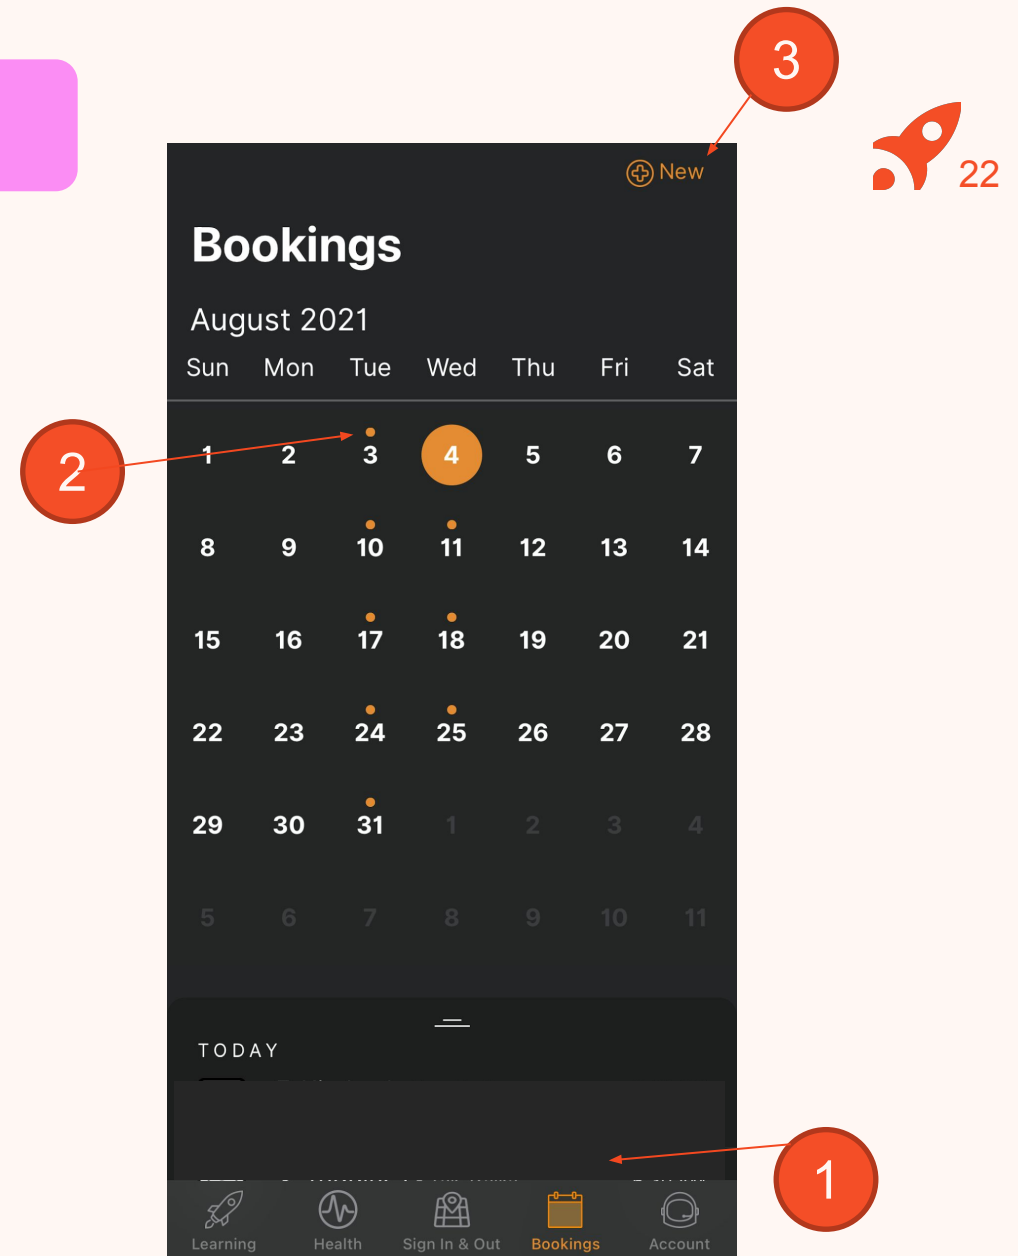 3
22
New
Bookings
August 2021
Sun Mon Tue Wed Thu Fri Sat
2
1 2 3 4 5 6 7
8 9 10 11 12 13 14
15 16 17 18 19 20 21
22 23 24 25 26 27 28
29 30 31 1 2 3 4
5 6 7 8 9 10 11
TODAY
1
Learning Health Sign In & Out Bookings Account